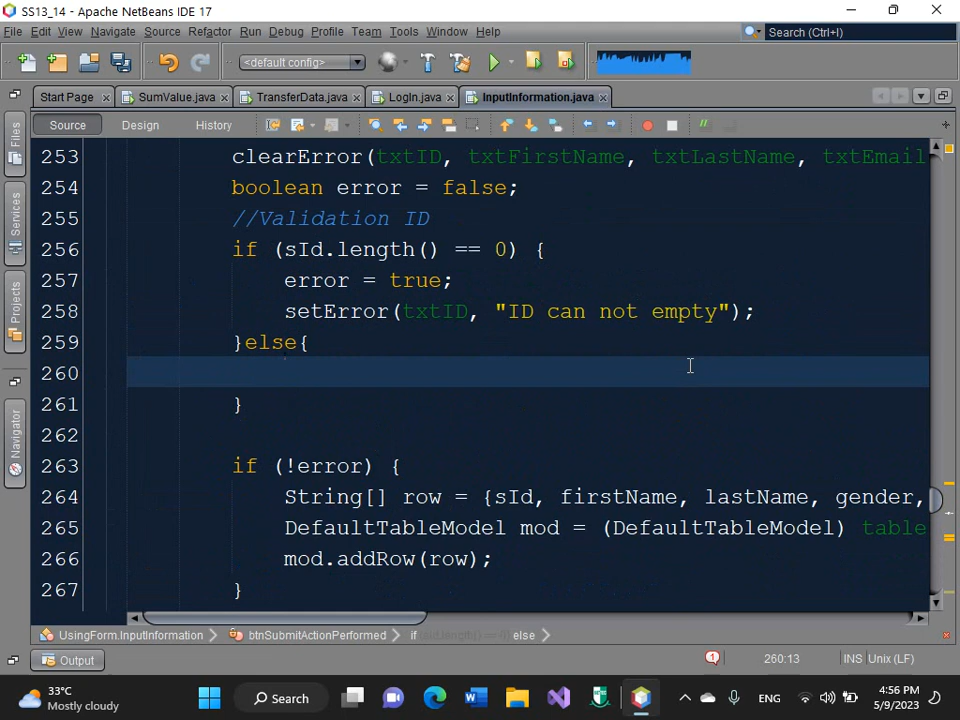 SS13_14 - Apache NetBeans IDE 17
File Edit View Navigate Source Refactor Run Debug Profile Team Tools Window Help
Search (Ctrl+I)
<default config>
Start Page SumValue.java TransferData.java LogIn.java InputInformation.java
Source Design History
Files
Services
Projects
Navigator
253 clearError(txtID, txtFirstName, txtLastName, txtEmail
254 boolean error = false;
255 //Validation ID
256 if (sId.length() == 0) {
257 error = true;
258 setError(txtID, "ID can not empty");
259 }else{
260
261 }
262
263 if (!error) {
264 String[] row = {sId, firstName, lastName, gender,
265 DefaultTableModel mod = (DefaultTableModel) table
266 mod.addRow(row);
267 }
UsingForm.InputInformation btnSubmitActionPerformed if (sId.length() == 0) else
Output
1 260:13 INS Unix (LF)
33°C
Mostly cloudy
Search
ENG
4:56 PM
5/9/2023